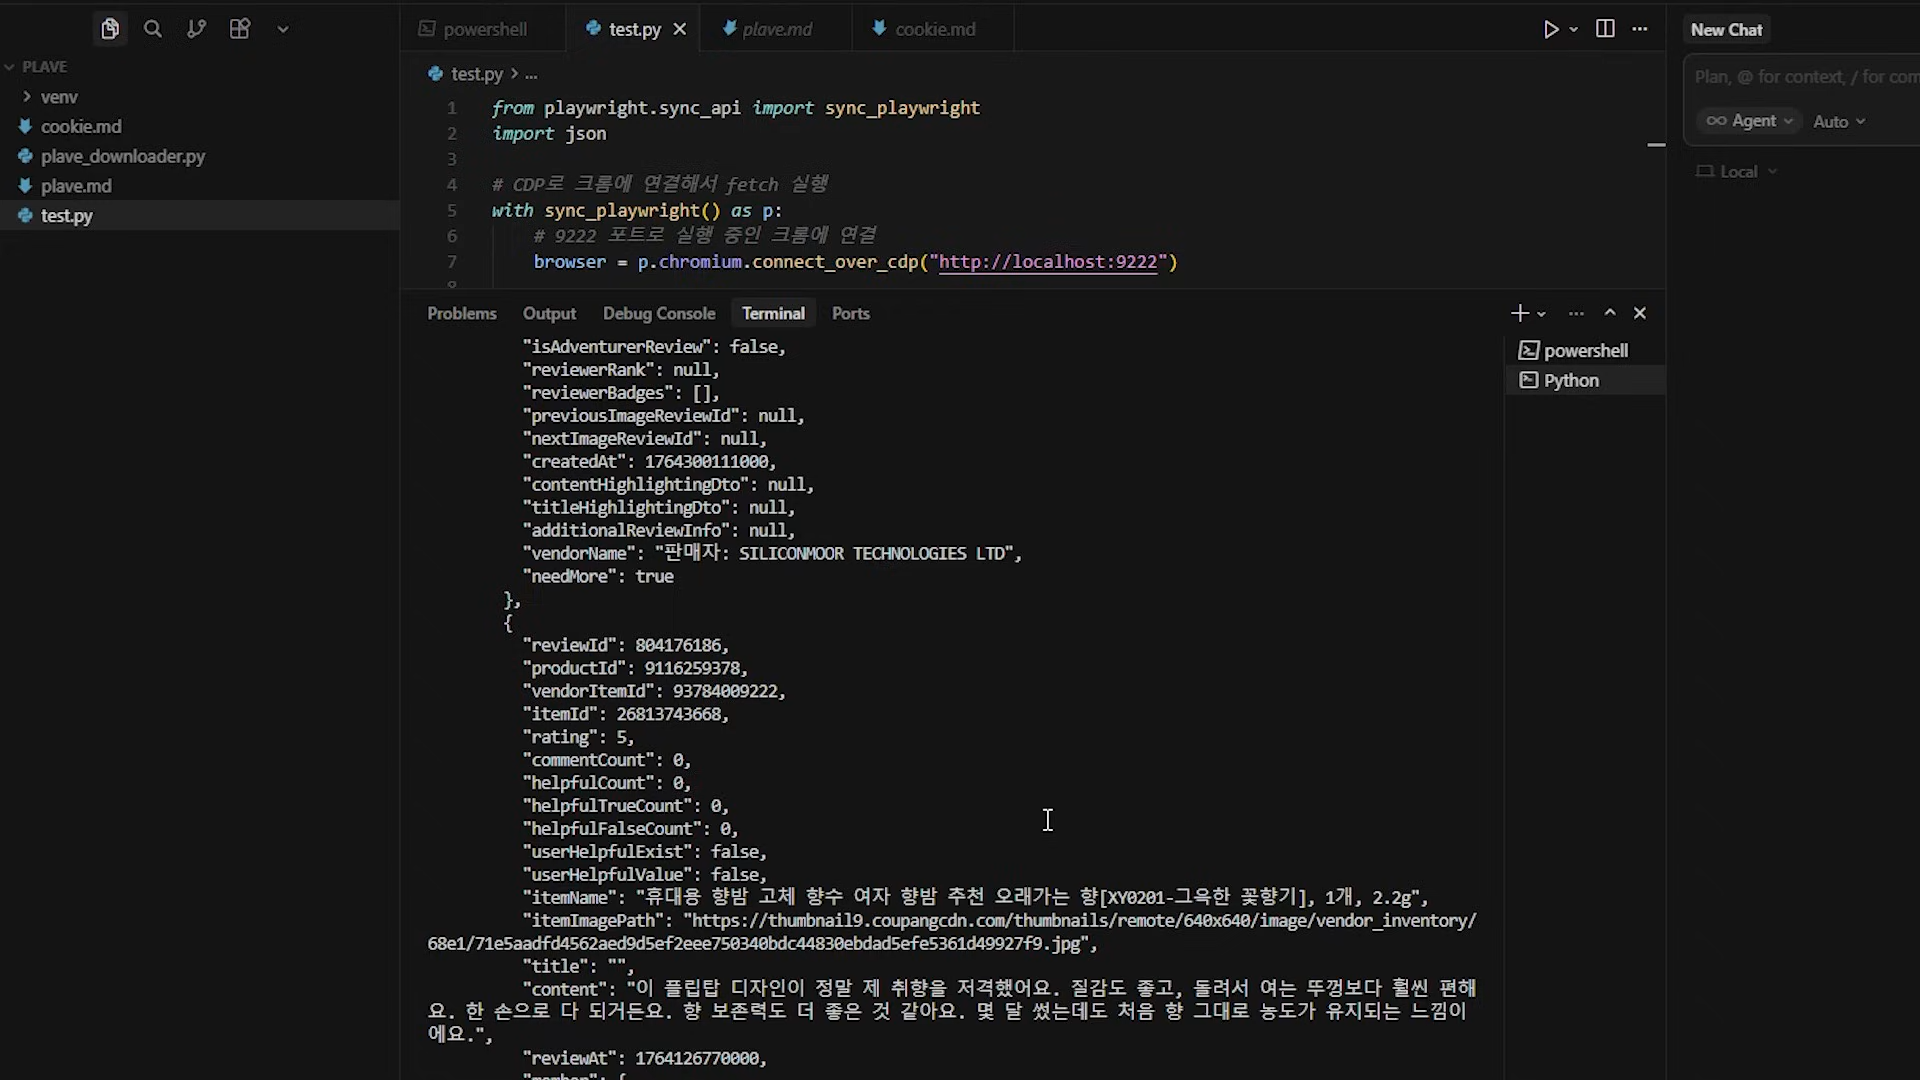 powershell
test.py
plave.md
cookie.md
New Chat
PLAVE
venv
cookie.md
plave_downloader.py
plave.md
test.py
test.py > ...
Plan, @ for context, / for com
Agent
Auto
Local
1 from playwright.sync_api import sync_playwright
2 import json
3
4 # CDP로 크롬에 연결해서 fetch 실행
5 with sync_playwright() as p:
6 # 9222 포트로 실행 중인 크롬에 연결
7 browser = p.chromium.connect_over_cdp("http://localhost:9222")
8
Problems Output Debug Console Terminal Ports
powershell
Python
"isAdventurerReview": false,
"reviewerRank": null,
"reviewerBadges": [],
"previousImageReviewId": null,
"nextImageReviewId": null,
"createdAt": 1764300111000,
"contentHighlightingDto": null,
"titleHighlightingDto": null,
"additionalReviewInfo": null,
"vendorName": "판매자: SILICONMOOR TECHNOLOGIES LTD",
"needMore": true
},
{
"reviewId": 804176186,
"productId": 9116259378,
"vendorItemId": 93784009222,
"itemId": 26813743668,
"rating": 5,
"commentCount": 0,
"helpfulCount": 0,
"helpfulTrueCount": 0,
"helpfulFalseCount": 0,
"userHelpfulExist": false,
"userHelpfulValue": false,
"itemName": "휴대용 향밤 고체 향수 여자 향밤 추천 오래가는 향[XY0201-그윽한 꽃향기], 1개, 2.2g",
"itemImagePath": "https://thumbnail9.coupangcdn.com/thumbnails/remote/640x640/image/vendor_inventory/
68e1/71e5aadfd4562aed9d5ef2eee750340bdc44830ebdad5efe5361d49927f9.jpg",
"title": "",
"content": "이 플립탑 디자인이 정말 제 취향을 저격했어요. 질감도 좋고, 돌려서 여는 뚜껑보다 훨씬 편해
요. 한 손으로 다 되거든요. 향 보존력도 더 좋은 것 같아요. 몇 달 썼는데도 처음 향 그대로 농도가 유지되는 느낌이
에요.",
"reviewAt": 1764126770000,
"member": {